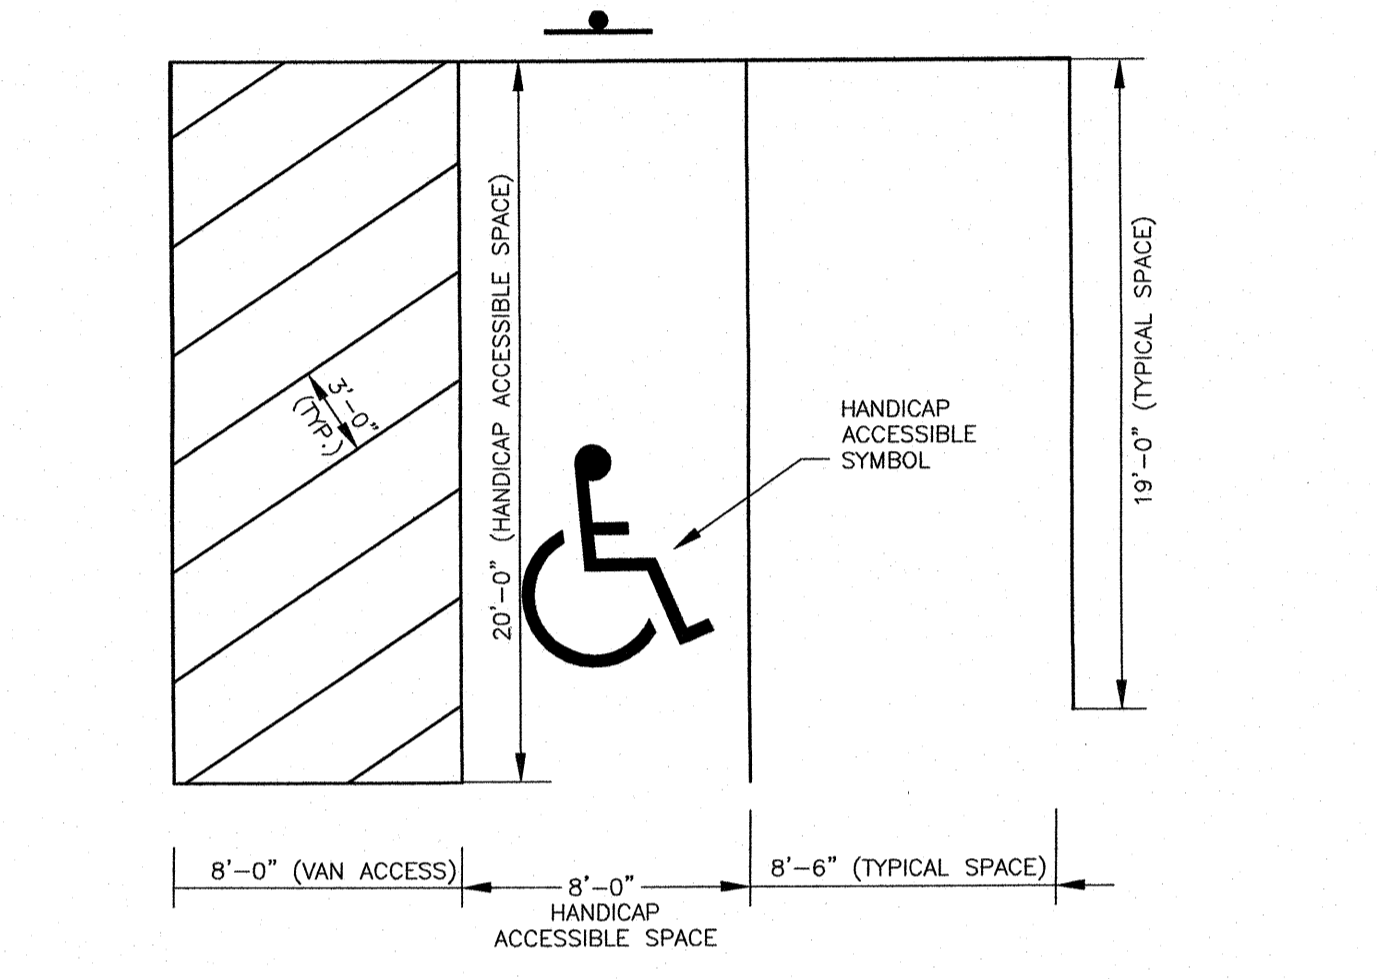 20'-0" (HANDICAP ACCESSIBLE SPACE)
3'-0"
(TYP.)
HANDICAP
ACCESSIBLE
SYMBOL
19'-0" (TYPICAL SPACE)
8'-0" (VAN ACCESS)
8'-0"
HANDICAP
ACCESSIBLE SPACE
8'-6" (TYPICAL SPACE)